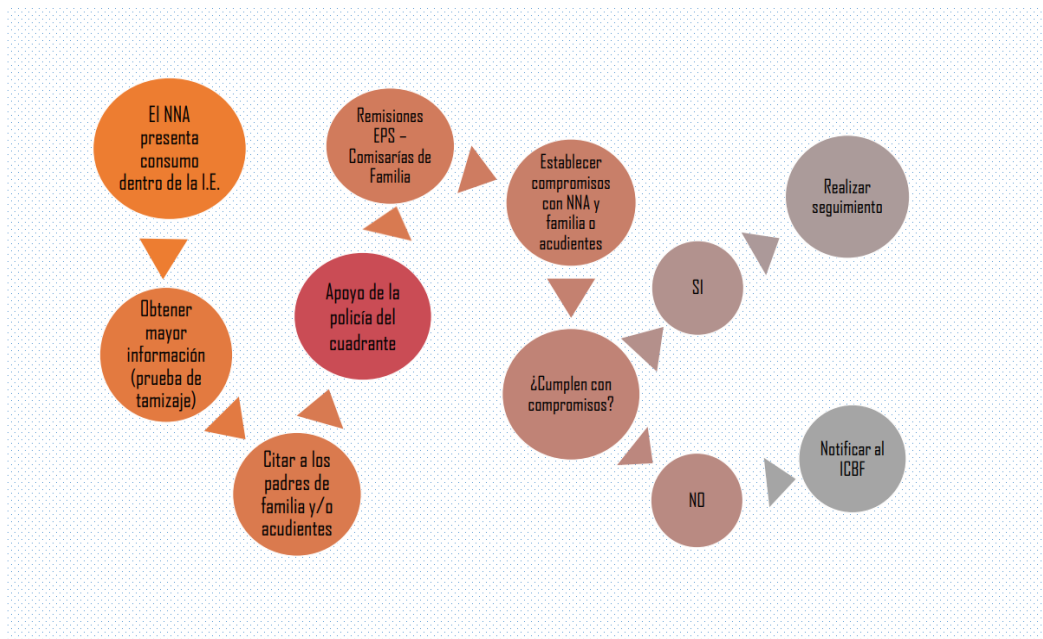 El NNA
presenta
consumo
dentro de la I.E.
Obtener
mayor
información
(prueba de
tamizaje)
Citar a los
padres de
familia y/o
acudientes
Apoyo de la
policía del
cuadrante
Remisiones
EPS –
Comisarías de
Familia
Establecer
compromisos
con NNA y
familia o
acudientes
¿Cumplen con
compromisos?
SI
Realizar
seguimiento
NO
Notificar al
ICBF